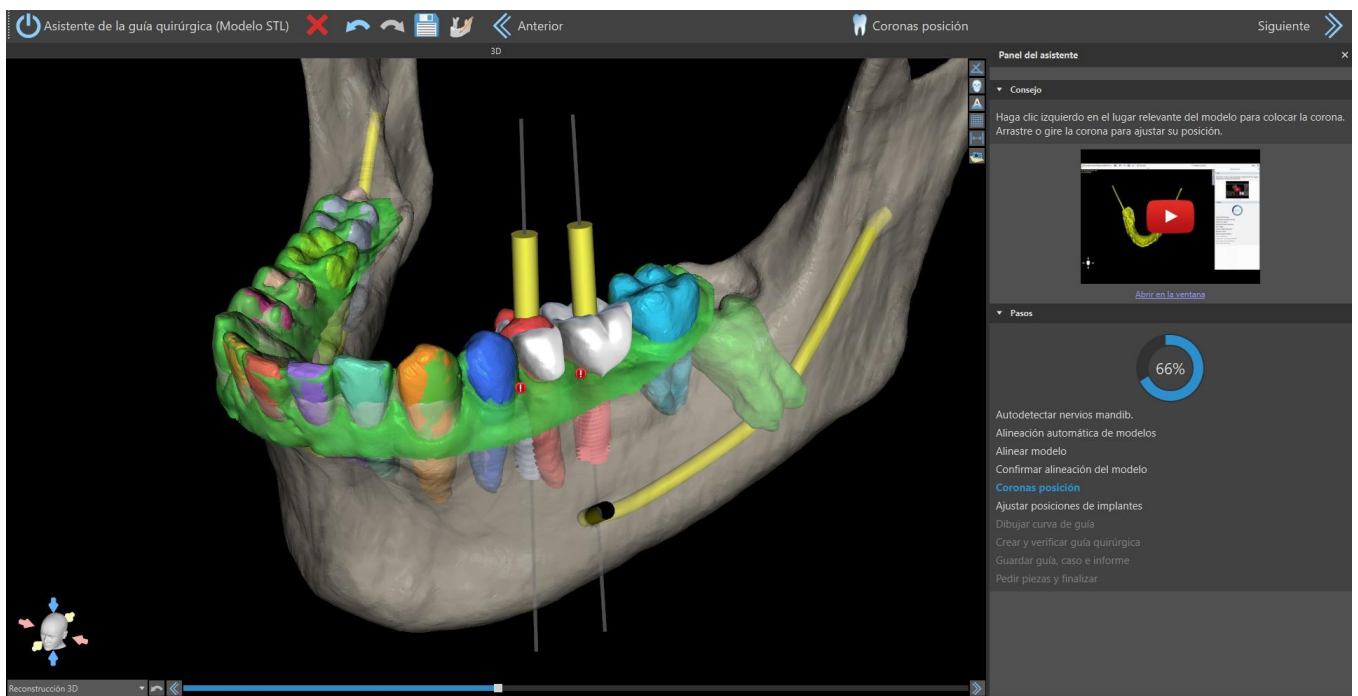 Asistente de la guía quirúrgica (Modelo STL)
Anterior
Coronas posición
Siguiente
3D
Panel del asistente
Consejo
Haga clic izquierdo en el lugar relevante del modelo para colocar la corona.
Arrastre o gire la corona para ajustar su posición.
Abrir en la ventana
Pasos
66%
Autodetectar nervios mandib.
Alineación automática de modelos
Alinear modelo
Confirmar alineación del modelo
Coronas posición
Ajustar posiciones de implantes
Dibujar curva de guía
Crear y verificar guía quirúrgica
Guardar guía, caso e informe
Pedir piezas y finalizar
Reconstrucción 3D